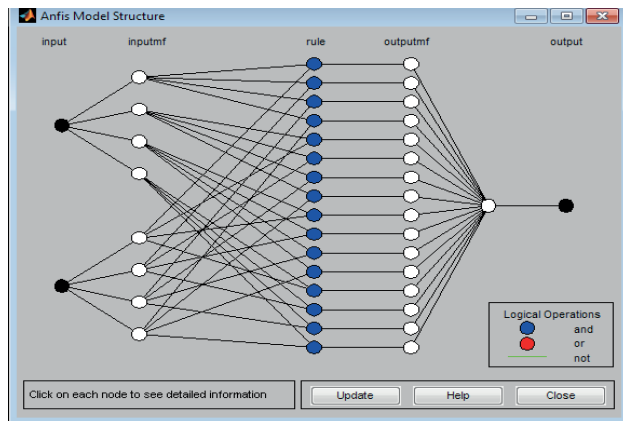 Anfis Model Structure
input inputmf rule outputmf output
Logical Operations
and
or
not
Click on each node to see detailed information
Update Help Close